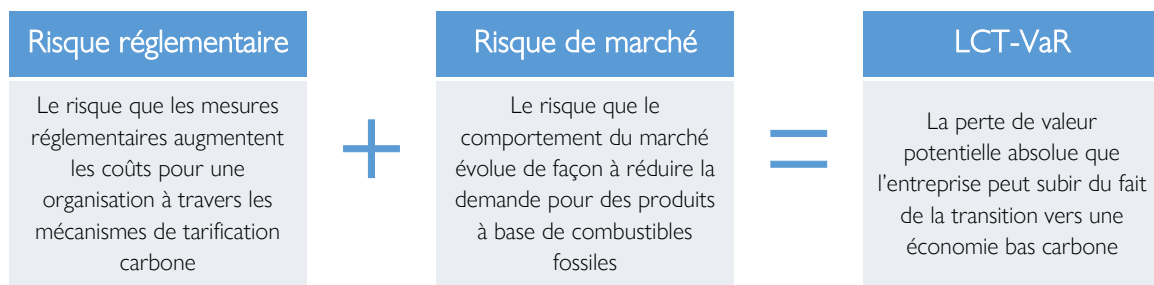 Risque réglementaire
Le risque que les mesures
réglementaires augmentent
les coûts pour une
organisation à travers les
mécanismes de tarification
carbone
+
Risque de marché
Le risque que le
comportement du marché
évolue de façon à réduire la
demande pour des produits
à base de combustibles
fossiles
=
LCT-VaR
La perte de valeur
potentielle absolue que
l'entreprise peut subir du fait
de la transition vers une
économie bas carbone